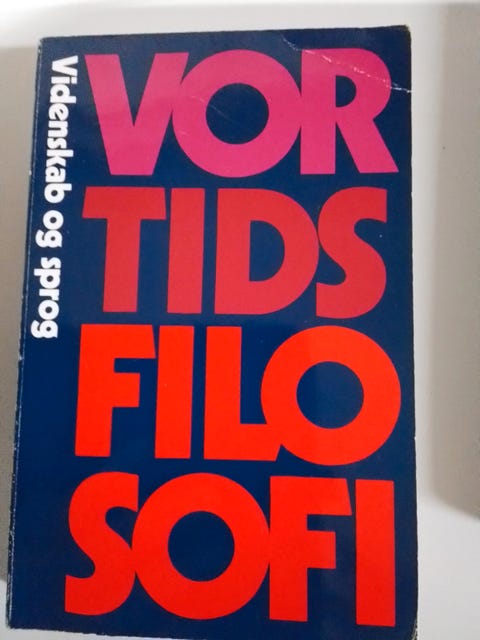 Videnskab og sprog
VOR
TIDS
FILO
SOFI